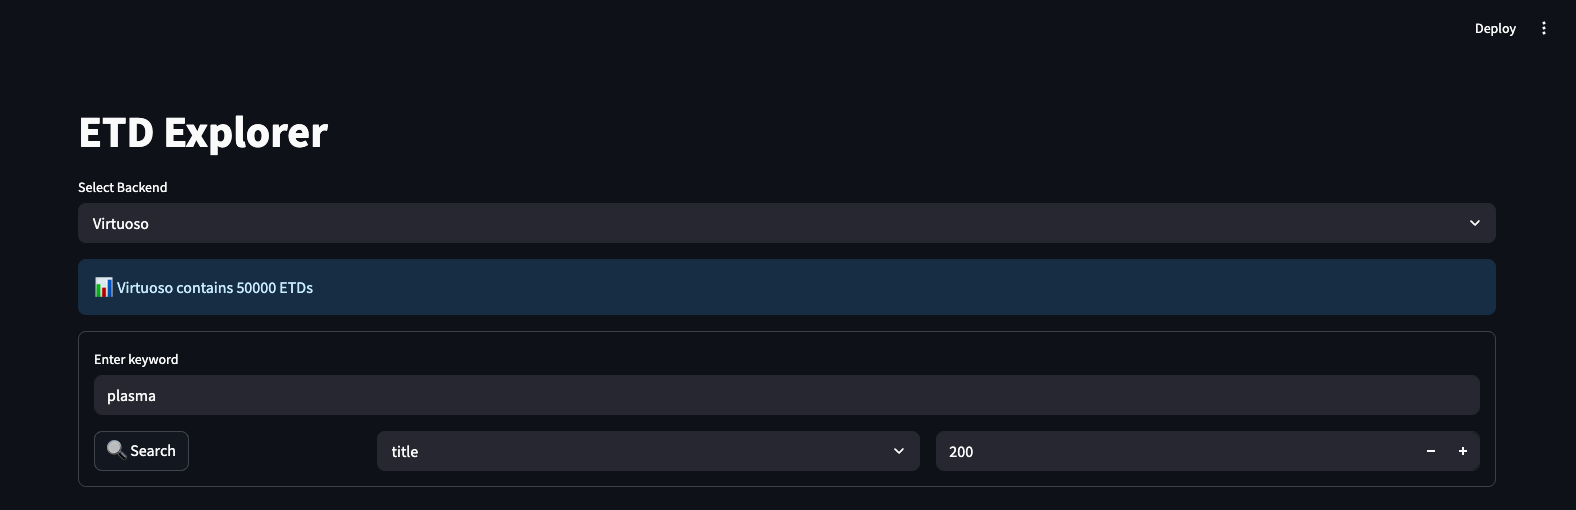 Deploy
ETD Explorer
Select Backend
Virtuoso
📊 Virtuoso contains 50000 ETDs
Enter keyword
plasma
🔍 Search
title
200